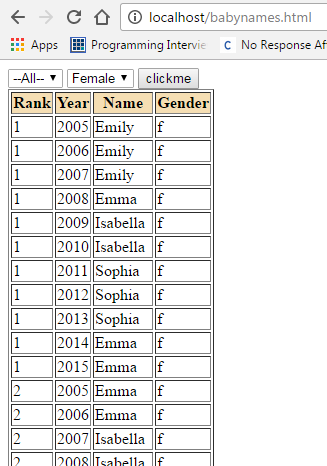 localhost/babynames.html
Apps Programming Intervie C No Response Af
--All-- Female clickme
Rank Year Name Gender
1 2005 Emily f
1 2006 Emily f
1 2007 Emily f
1 2008 Emma f
1 2009 Isabella f
1 2010 Isabella f
1 2011 Sophia f
1 2012 Sophia f
1 2013 Sophia f
1 2014 Emma f
1 2015 Emma f
2 2005 Emma f
2 2006 Emma f
2 2007 Isabella f
2 2008 Isabella f